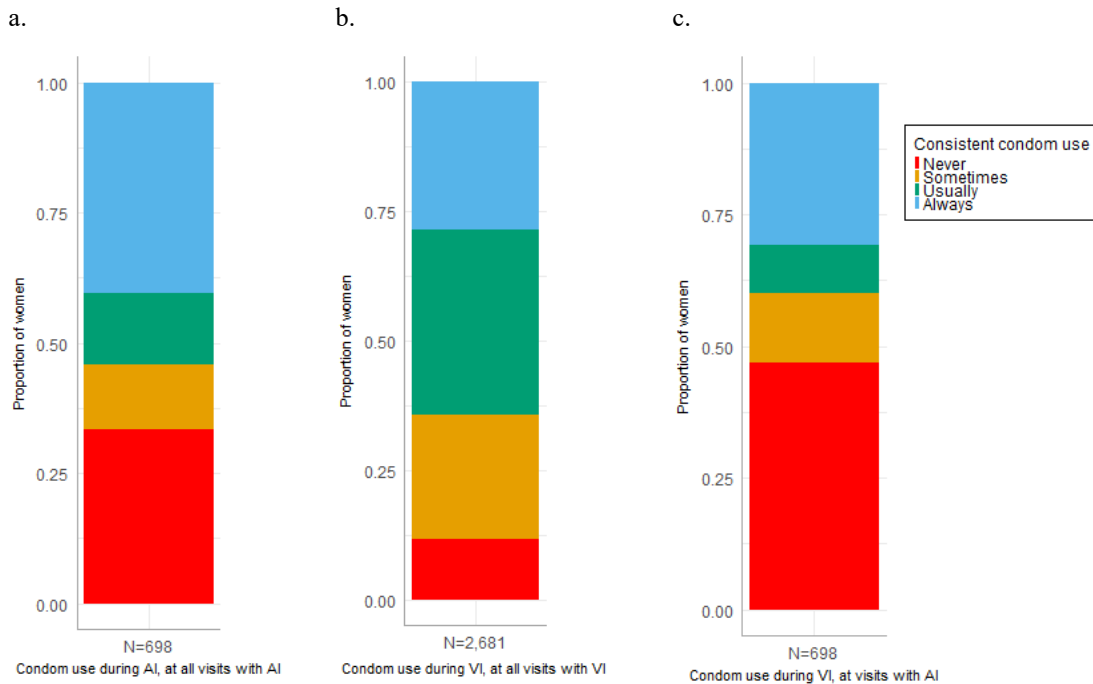 a.
b.
c.
1.00
0.75
0.50
0.25
0.00
Proportion of women
N=698
Condom use during AI, at all visits with AI
1.00
0.75
0.50
0.25
0.00
Proportion of women
N=2,681
Condom use during VI, at all visits with VI
1.00
0.75
0.50
0.25
0.00
Proportion of women
N=698
Condom use during VI, at visits with AI
Consistent condom use
Never
Sometimes
Usually
Always